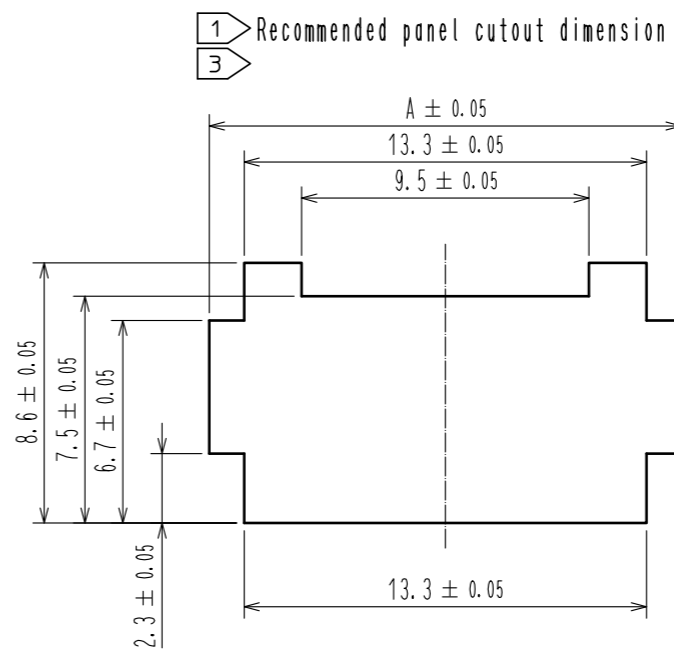 1 Recommended panel cutout dimension
3
A ± 0.05
13.3 ± 0.05
9.5 ± 0.05
8.6 ± 0.05
7.5 ± 0.05
6.7 ± 0.05
2.3 ± 0.05
13.3 ± 0.05